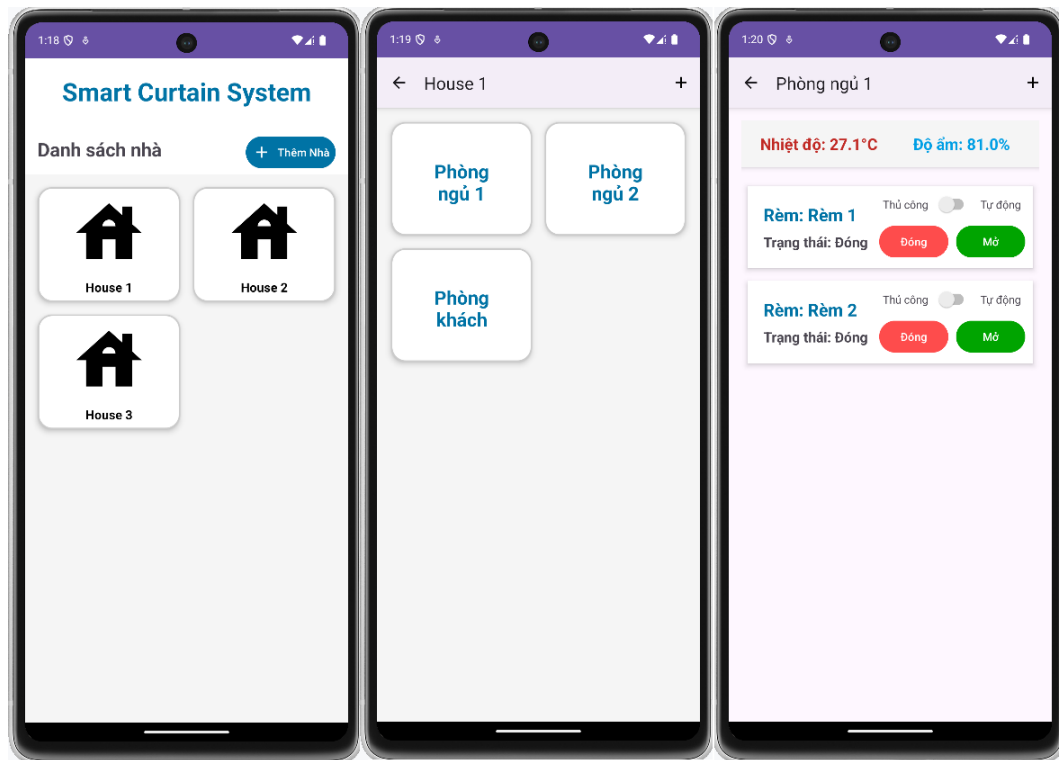 1:18
Smart Curtain System
Danh sách nhà
+ Thêm Nhà
House 1
House 2
House 3
1:19
House 1
+
Phòng
ngủ 1
Phòng
ngủ 2
Phòng
khách
1:20
Phòng ngủ 1
+
Nhiệt độ: 27.1°C
Độ ẩm: 81.0%
Rèm: Rèm 1
Thủ công
Tự động
Trạng thái: Đóng
Đóng
Mở
Rèm: Rèm 2
Thủ công
Tự động
Trạng thái: Đóng
Đóng
Mở